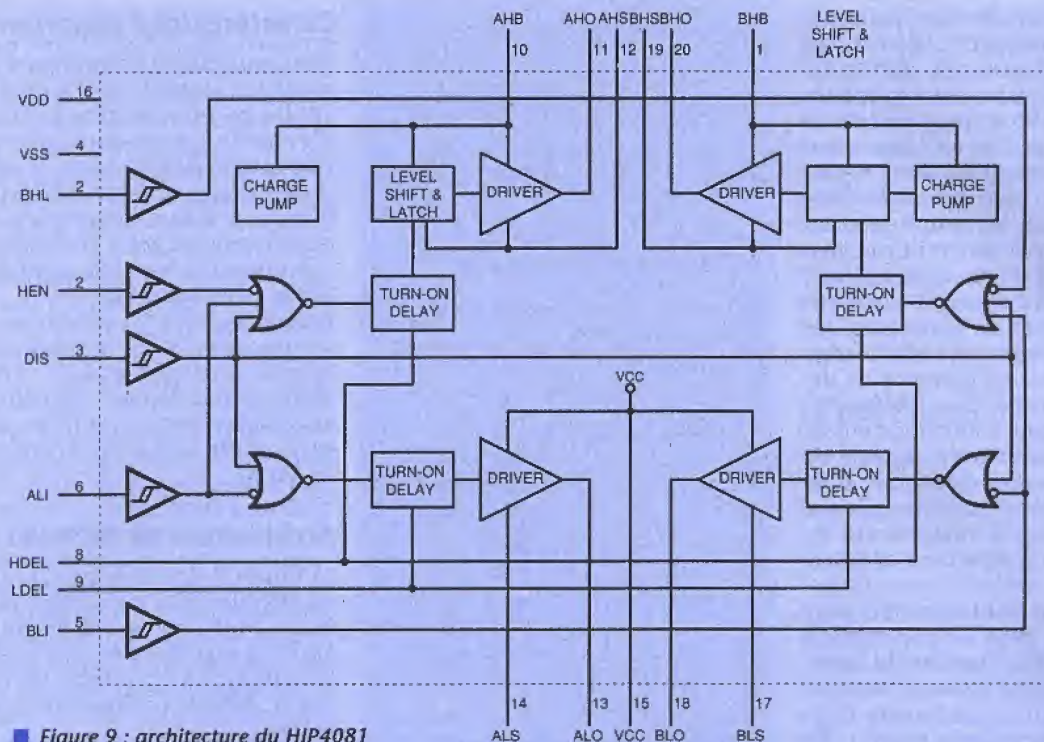 AHB
AHO AHS BHS BHO
BHB
LEVEL
SHIFT &
LATCH
10
11
12
19
20
1
VDD
16
VSS
4
BHL
2
CHARGE
PUMP
LEVEL
SHIFT &
LATCH
DRIVER
DRIVER
CHARGE
PUMP
HEN
2
TURN-ON
DELAY
TURN-ON
DELAY
DIS
3
VCC
ALI
6
TURN-ON
DELAY
DRIVER
DRIVER
TURN-ON
DELAY
HDEL
8
LDEL
9
BLI
5
14
13
15
18
17
ALS
ALO
VCC
BLO
BLS
Figure 9 : architecture du HIP4081